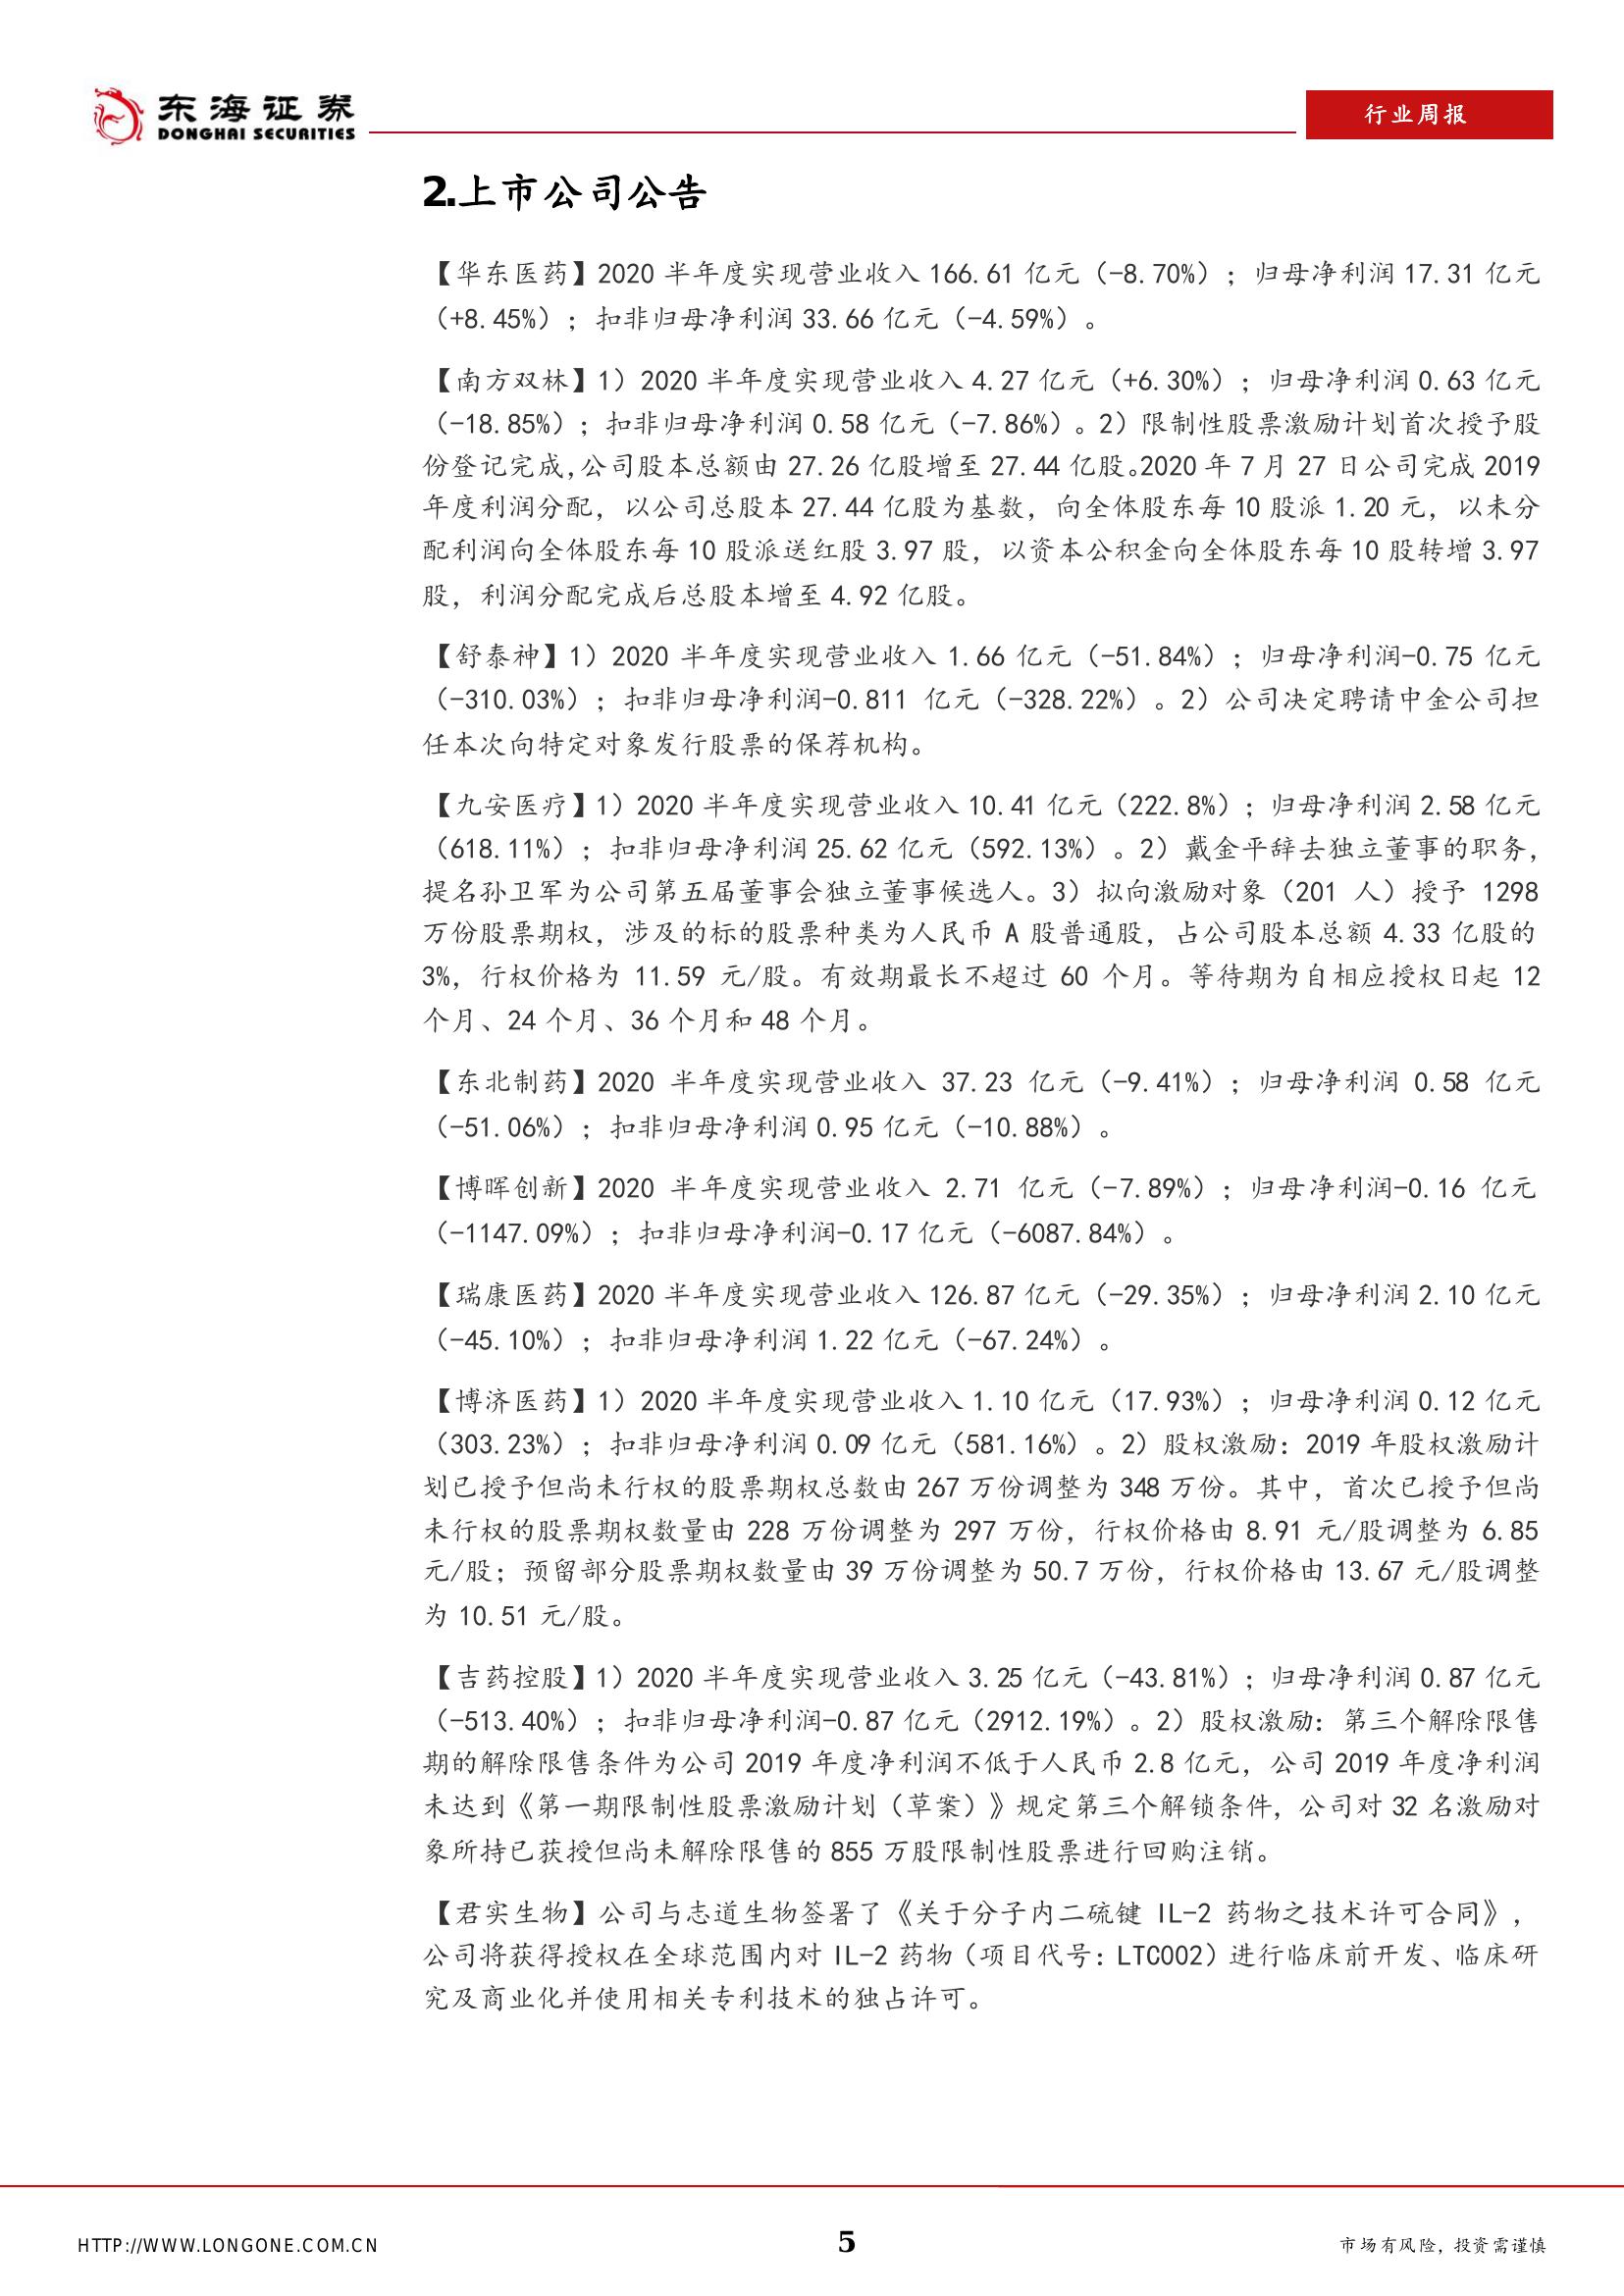 东海证券
DONGHAI SECURITIES
行业周报
2.上市公司公告
【华东医药】2020 半年度实现营业收入 166.61 亿元（-8.70%）；归母净利润 17.31 亿元
（+8.45%）；扣非归母净利润 33.66 亿元（-4.59%）。
【南方双林】1）2020 半年度实现营业收入 4.27 亿元（+6.30%）；归母净利润 0.63 亿元
（-18.85%）；扣非归母净利润 0.58 亿元（-7.86%）。2）限制性股票激励计划首次授予股
份登记完成，公司股本总额由 27.26 亿股增至 27.44 亿股。2020 年 7 月 27 日公司完成 2019
年度利润分配，以公司总股本 27.44 亿股为基数，向全体股东每 10 股派 1.20 元，以未分
配利润向全体股东每 10 股派送红股 3.97 股，以资本公积金向全体股东每 10 股转增 3.97
股，利润分配完成后总股本增至 4.92 亿股。
【舒泰神】1）2020 半年度实现营业收入 1.66 亿元（-51.84%）；归母净利润-0.75 亿元
（-310.03%）；扣非归母净利润-0.811 亿元（-328.22%）。2）公司决定聘请中金公司担
任本次向特定对象发行股票的保荐机构。
【九安医疗】1）2020 半年度实现营业收入 10.41 亿元（222.8%）；归母净利润 2.58 亿元
（618.11%）；扣非归母净利润 25.62 亿元（592.13%）。2）戴金平辞去独立董事的职务，
提名孙卫军为公司第五届董事会独立董事候选人。3）拟向激励对象（201 人）授予 1298
万份股票期权，涉及的标的股票种类为人民币 A 股普通股，占公司股本总额 4.33 亿股的
3%，行权价格为 11.59 元/股。有效期最长不超过 60 个月。等待期为自相应授权日起 12
个月、24 个月、36 个月和 48 个月。
【东北制药】2020 半年度实现营业收入 37.23 亿元（-9.41%）；归母净利润 0.58 亿元
（-51.06%）；扣非归母净利润 0.95 亿元（-10.88%）。
【博晖创新】2020 半年度实现营业收入 2.71 亿元（-7.89%）；归母净利润-0.16 亿元
（-1147.09%）；扣非归母净利润-0.17 亿元（-6087.84%）。
【瑞康医药】2020 半年度实现营业收入 126.87 亿元（-29.35%）；归母净利润 2.10 亿元
（-45.10%）；扣非归母净利润 1.22 亿元（-67.24%）。
【博济医药】1）2020 半年度实现营业收入 1.10 亿元（17.93%）；归母净利润 0.12 亿元
（303.23%）；扣非归母净利润 0.09 亿元（581.16%）。2）股权激励：2019 年股权激励计
划已授予但尚未行权的股票期权总数由 267 万份调整为 348 万份。其中，首次已授予但尚
未行权的股票期权数量由 228 万份调整为 297 万份，行权价格由 8.91 元/股调整为 6.85
元/股；预留部分股票期权数量由 39 万份调整为 50.7 万份，行权价格由 13.67 元/股调整
为 10.51 元/股。
【吉药控股】1）2020 半年度实现营业收入 3.25 亿元（-43.81%）；归母净利润 0.87 亿元
（-513.40%）；扣非归母净利润-0.87 亿元（2912.19%）。2）股权激励：第三个解除限售
期的解除限售条件为公司 2019 年度净利润不低于人民币 2.8 亿元，公司 2019 年度净利润
未达到《第一期限制性股票激励计划（草案）》规定第三个解锁条件，公司对 32 名激励对
象所持已获授但尚未解除限售的 855 万股限制性股票进行回购注销。
【君实生物】公司与志道生物签署了《关于分子内二硫键 IL-2 药物之技术许可合同》，
公司将获得授权在全球范围内对 IL-2 药物（项目代号：LTC002）进行临床前开发、临床研
究及商业化并使用相关专利技术的独占许可。
HTTP://WWW.LONGONE.COM.CN
5
市场有风险，投资需谨慎